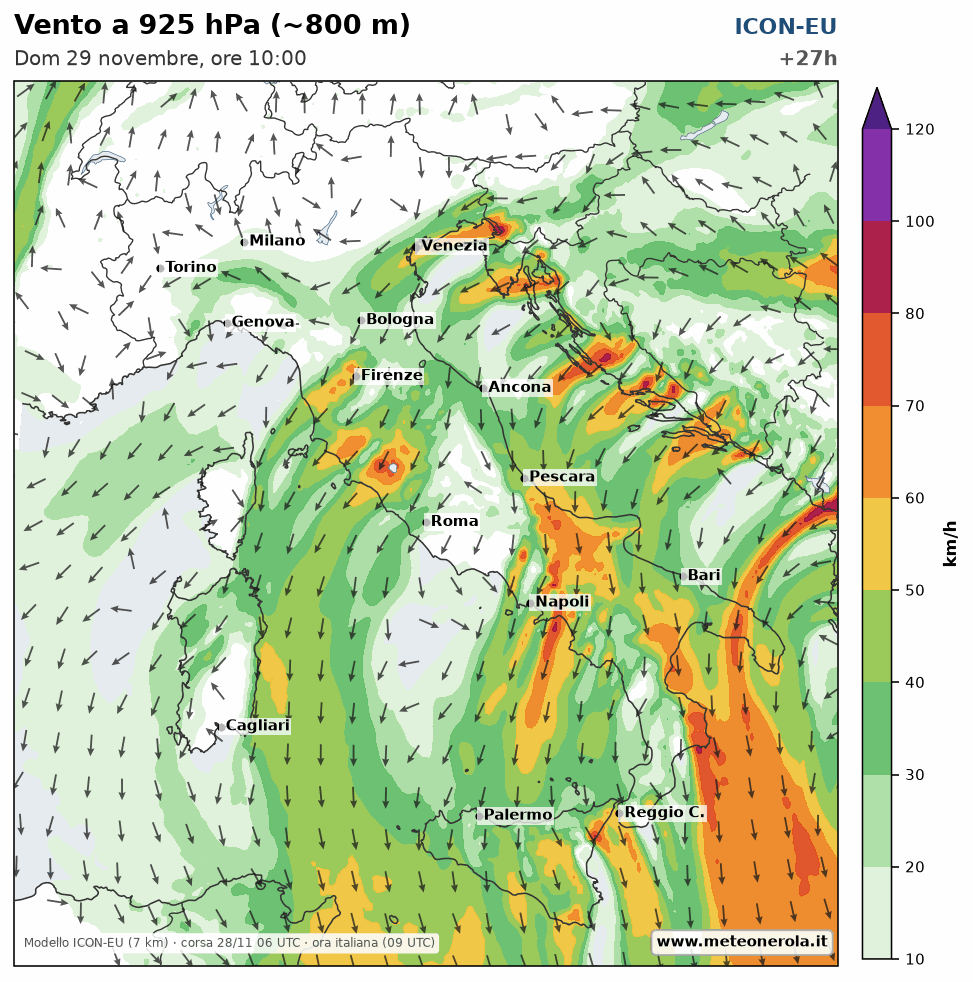 Vento a 925 hPa (~800 m)
ICON-EU
Dom 29 novembre, ore 10:00
+27h
120
100
80
70
60
50
40
30
20
10
km/h
Venezia
Milano
Torino
Bologna
Genova
Firenze
Ancona
Pescara
Roma
Bari
Napoli
Cagliari
Palermo
Reggio C.
Modello ICON-EU (7 km) · corsa 28/11 06 UTC · ora italiana (09 UTC)
www.meteonerola.it